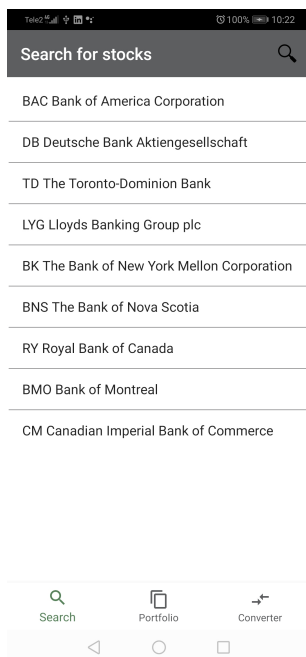 Tele2 100% 10:22
Search for stocks
BAC Bank of America Corporation
DB Deutsche Bank Aktiengesellschaft
TD The Toronto-Dominion Bank
LYG Lloyds Banking Group plc
BK The Bank of New York Mellon Corporation
BNS The Bank of Nova Scotia
RY Royal Bank of Canada
BMO Bank of Montreal
CM Canadian Imperial Bank of Commerce
Search Portfolio Converter